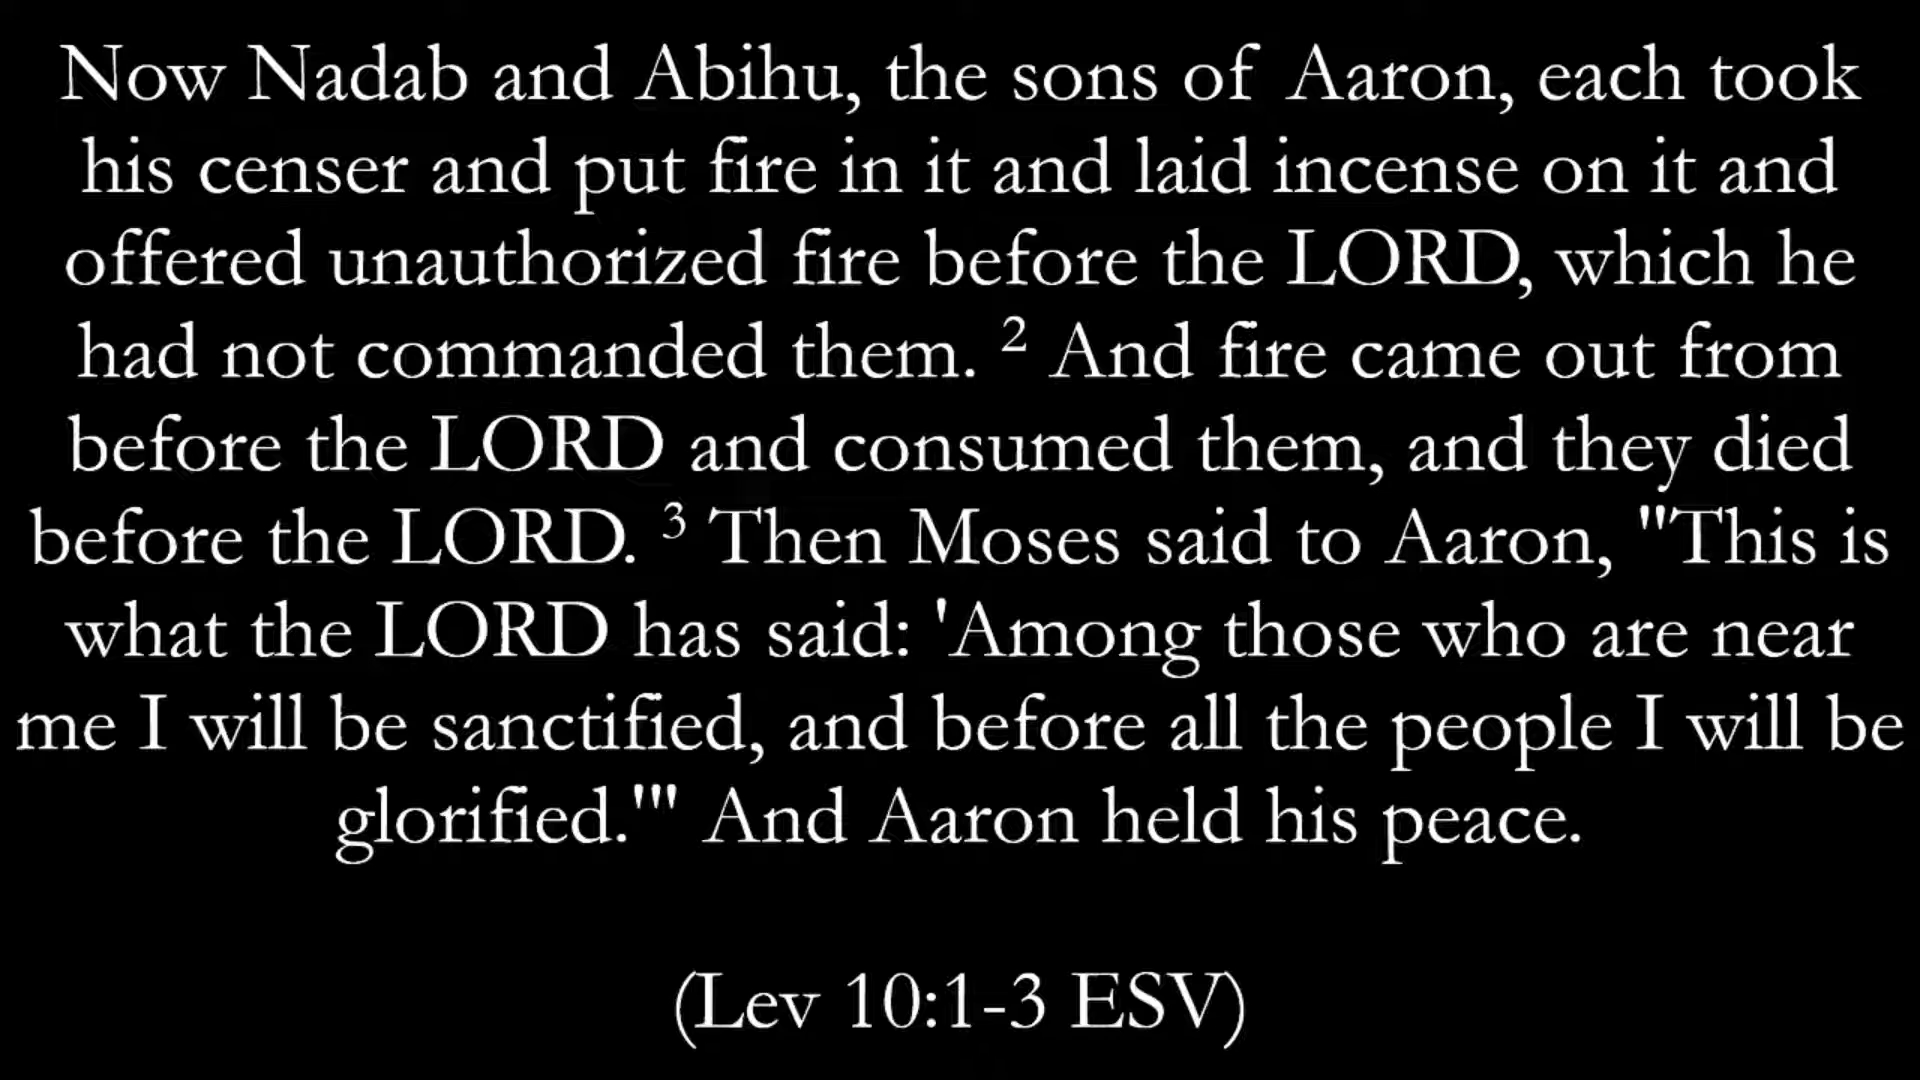 Now Nadab and Abihu, the sons of Aaron, each took
his censer and put fire in it and laid incense on it and
offered unauthorized fire before the LORD, which he
had not commanded them. ² And fire came out from
before the LORD and consumed them, and they died
before the LORD. ³ Then Moses said to Aaron, "This is
what the LORD has said: 'Among those who are near
me I will be sanctified, and before all the people I will be
glorified.'" And Aaron held his peace.
(Lev 10:1-3 ESV)